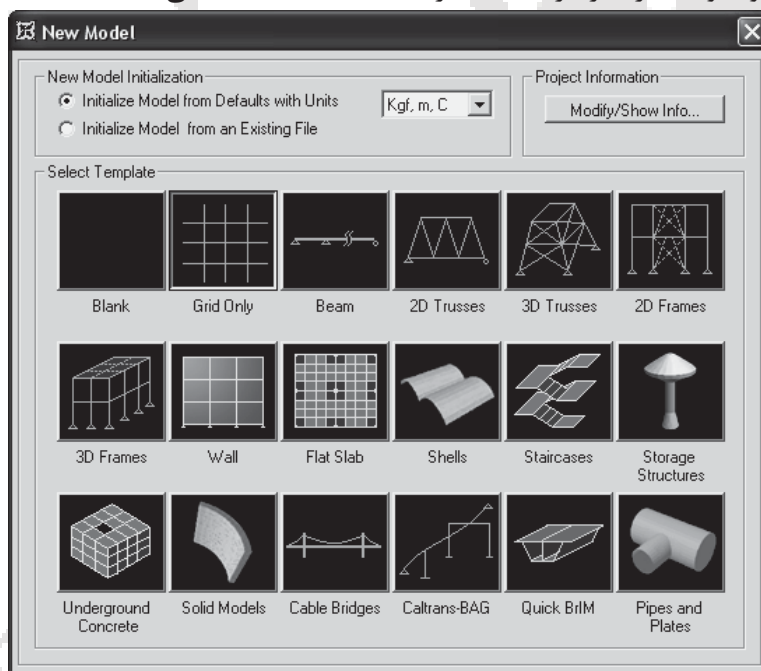 New Model
New Model Initialization
Initialize Model from Defaults with Units
Kgf, m, C
Initialize Model from an Existing File
Project Information
Modify/Show Info...
Select Template
Blank
Grid Only
Beam
2D Trusses
3D Trusses
2D Frames
3D Frames
Wall
Flat Slab
Shells
Staircases
Storage
Structures
Underground
Concrete
Solid Models
Cable Bridges
Caltrans-BAG
Quick BrIM
Pipes and
Plates